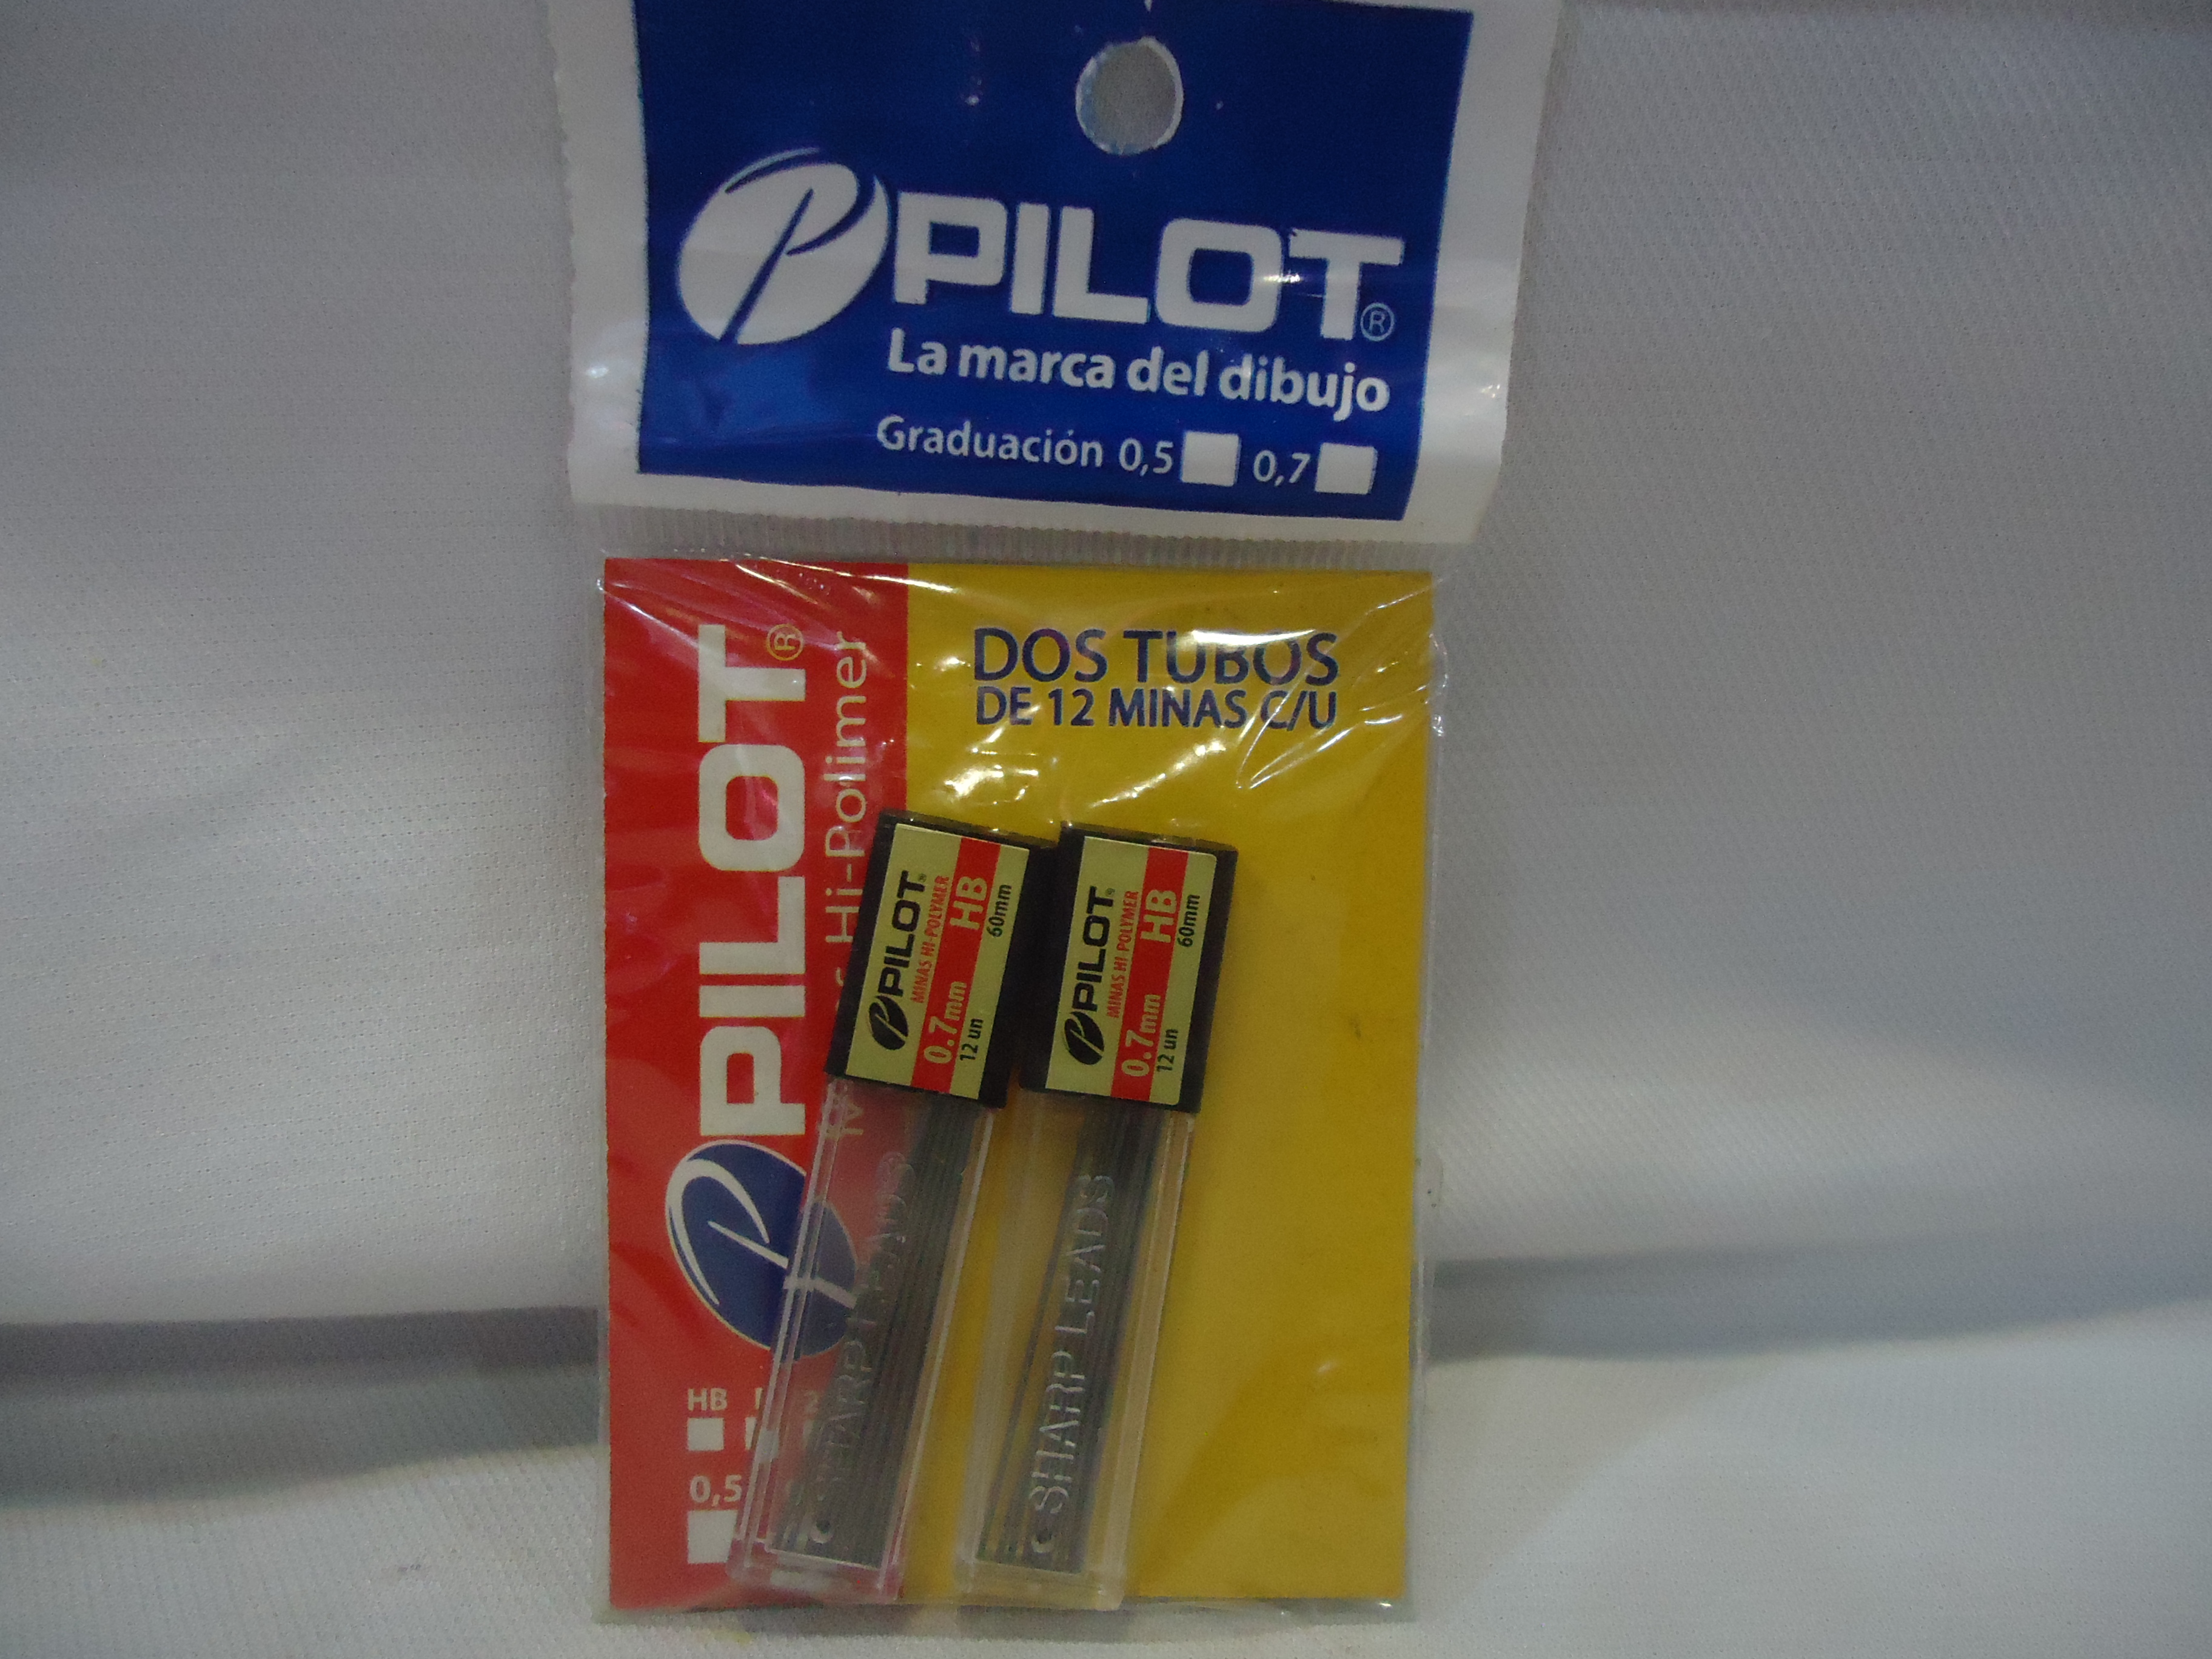 PILOT®
La marca del dibujo
Graduación 0,5 0,7
DOS TUBOS
DE 12 MINAS C/U
PILOT®
Hi-Polimer
HB
0,5
PILOT®
MINAS HI-POLYMER
0.7mm HB
12 un 60mm
SHARP LEADS
PILOT®
MINAS HI-POLYMER
0.7mm HB
12 un 60mm
SHARP LEADS